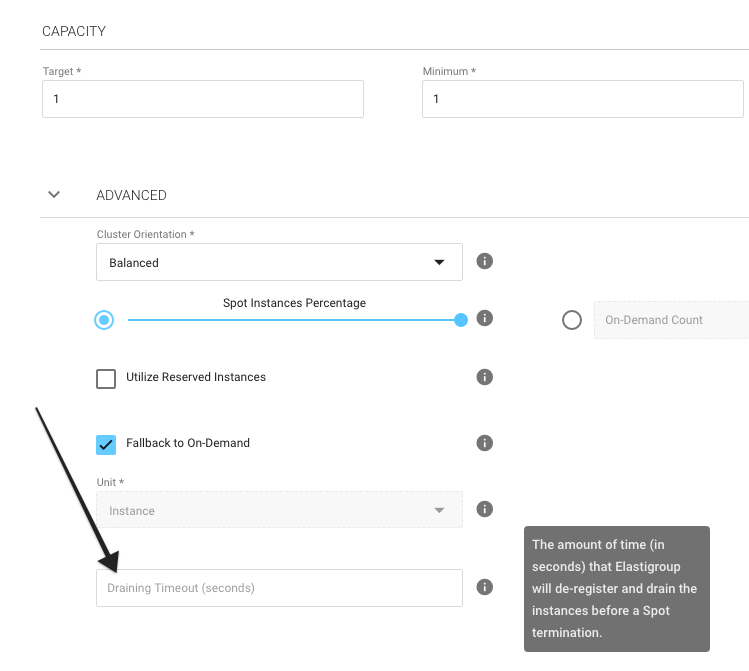 CAPACITY
Target *
Minimum *
1
1
ADVANCED
Cluster Orientation *
Balanced
Spot Instances Percentage
On-Demand Count
Utilize Reserved Instances
Fallback to On-Demand
Unit *
Instance
Draining Timeout (seconds)
The amount of time (in
seconds) that Elastigroup
will de-register and drain the
instances before a Spot
termination.